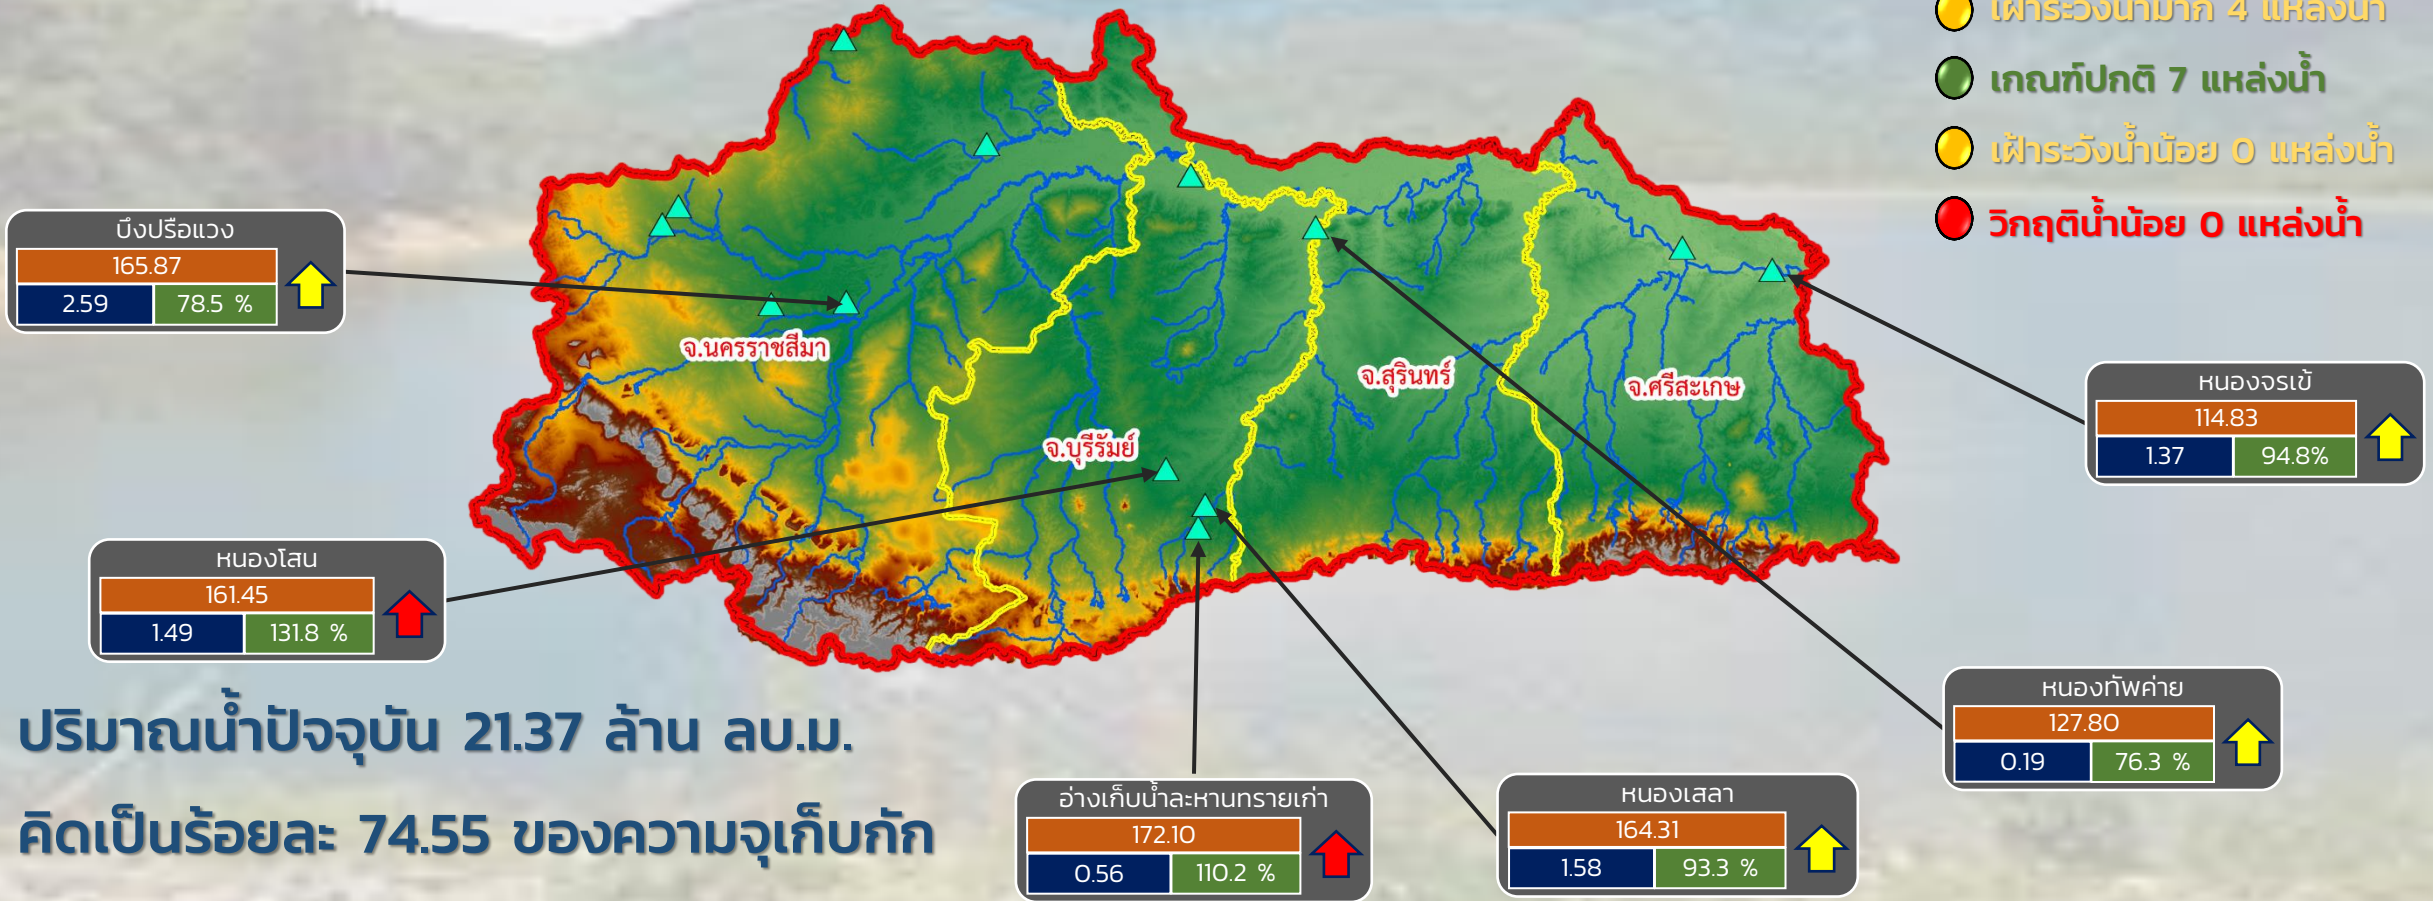 เฝ้าระวังน้ำมาก 4 แหล่งน้ำ
เกณฑ์ปกติ 7 แหล่งน้ำ
เฝ้าระวังน้ำน้อย 0 แหล่งน้ำ
วิกฤติน้ำน้อย 0 แหล่งน้ำ
บึงปรือแวง
165.87
2.59 78.5 %
จ.นครราชสีมา
จ.สุรินทร์
จ.ศรีสะเกษ
จ.บุรีรัมย์
หนองจรเข้
114.83
1.37 94.8%
หนองโสน
161.45
1.49 131.8 %
หนองทัพค่าย
127.80
0.19 76.3 %
ปริมาณน้ำปัจจุบัน 21.37 ล้าน ลบ.ม.
คิดเป็นร้อยละ 74.55 ของความจุเก็บกัก
อ่างเก็บน้ำละหานทรายเก่า
172.10
0.56 110.2 %
หนองเสลา
164.31
1.58 93.3 %